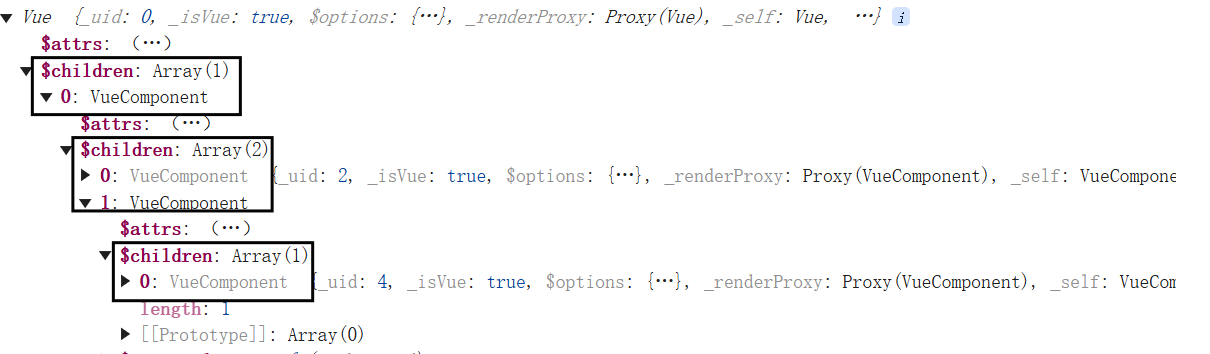 Vue {_uid: 0, _isVue: true, $options: {…}, _renderProxy: Proxy(Vue), _self: Vue, …} i
$attrs: (…)
$children: Array(1)
0: VueComponent
$attrs: (…)
$children: Array(2)
0: VueComponent {_uid: 2, _isVue: true, $options: {…}, _renderProxy: Proxy(VueComponent), _self: VueCompone
1: VueComponent
$attrs: (…)
$children: Array(1)
0: VueComponent {_uid: 4, _isVue: true, $options: {…}, _renderProxy: Proxy(VueComponent), _self: VueCom
length: 1
[[Prototype]]: Array(0)